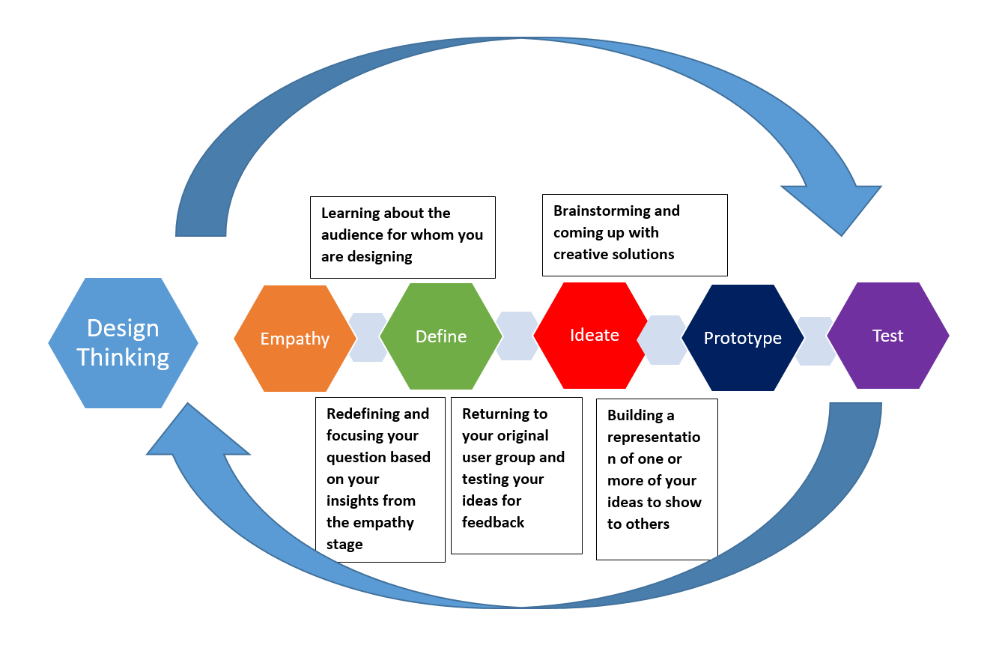 Learning about the
audience for whom you
are designing
Brainstorming and
coming up with
creative solutions
Design
Thinking
Empathy
Define
Ideate
Prototype
Test
Redefining and
focusing your
question based
on your
insights from
the empathy
stage
Returning to
your original
user group and
testing your
ideas for
feedback
Building a
representatio
n of one or
more of your
ideas to show
to others